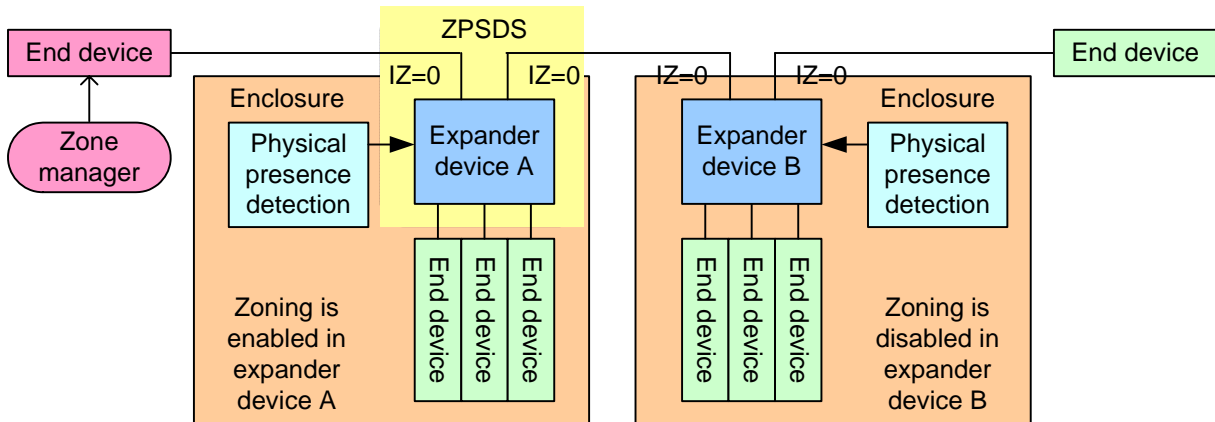 ZPSDS
End device
End device
IZ=0
IZ=0
IZ=0
IZ=0
Enclosure
Enclosure
Zone
manager
Physical
presence
detection
Expander
device A
Expander
device B
Physical
presence
detection
End device
End device
End device
End device
End device
End device
Zoning is
enabled in
expander
device A
Zoning is
disabled in
expander
device B